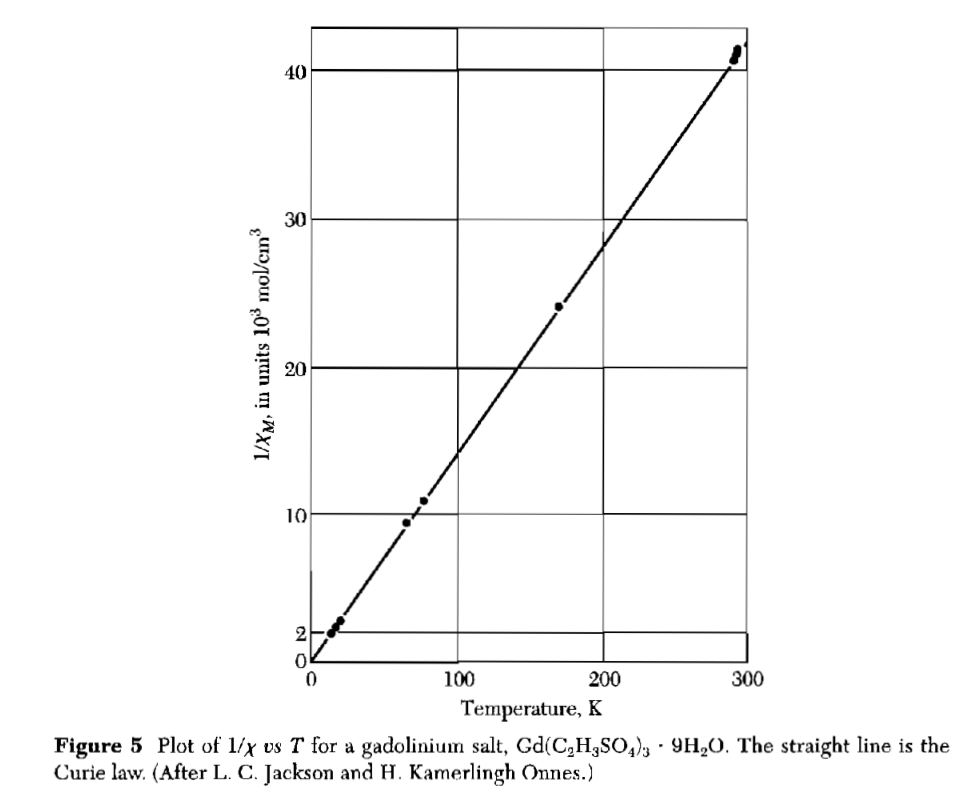 40
30
20
10
2
0
0
100
200
300
1/χ_M, in units 10³ mol/cm³
Temperature, K
Figure 5 Plot of 1/χ vs T for a gadolinium salt, Gd(C₂H₃SO₄)₃ · 9H₂O. The straight line is the
Curie law. (After L. C. Jackson and H. Kamerlingh Onnes.)